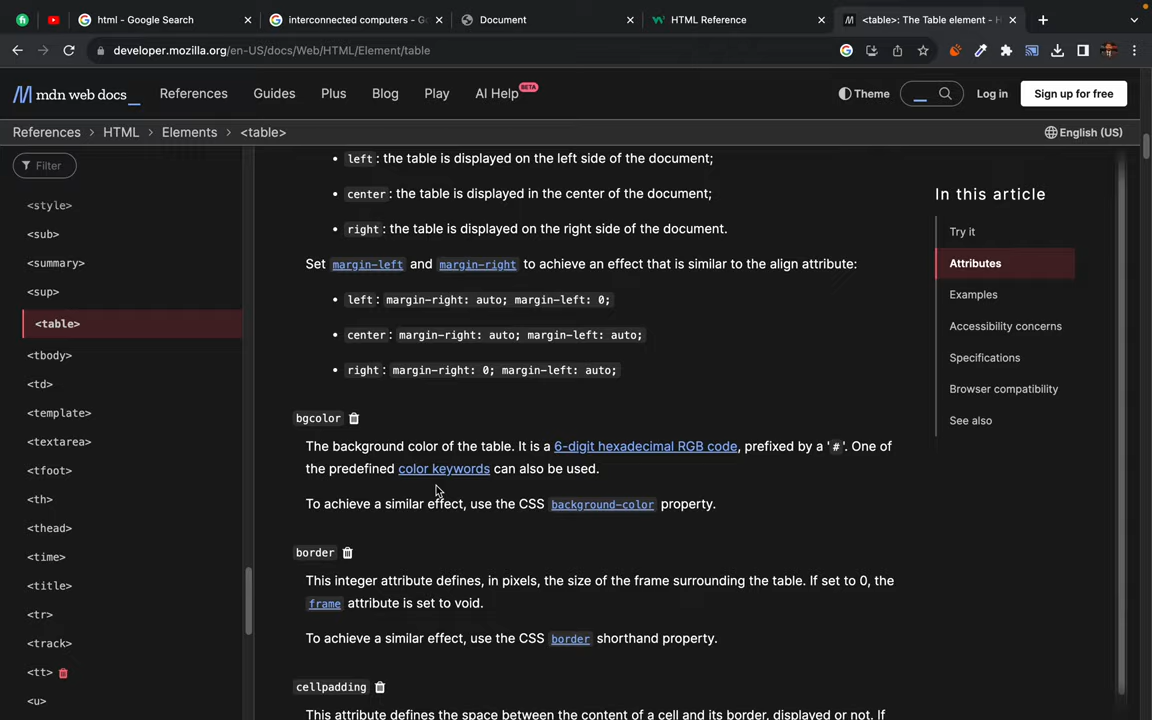 html - Google Search
interconnected computers - G
Document
HTML Reference
<table>: The Table element - H
developer.mozilla.org/en-US/docs/Web/HTML/Element/table
mdn web docs
References
Guides
Plus
Blog
Play
AI Help BETA
Theme
Log in
Sign up for free
References > HTML > Elements > <table>
English (US)
Filter
<style>
<sub>
<summary>
<sup>
<table>
<tbody>
<td>
<template>
<textarea>
<tfoot>
<th>
<thead>
<time>
<title>
<tr>
<track>
<tt>
<u>
• left: the table is displayed on the left side of the document;
• center: the table is displayed in the center of the document;
• right: the table is displayed on the right side of the document.
Set margin-left and margin-right to achieve an effect that is similar to the align attribute:
• left: margin-right: auto; margin-left: 0;
• center: margin-right: auto; margin-left: auto;
• right: margin-right: 0; margin-left: auto;
bgcolor
The background color of the table. It is a 6-digit hexadecimal RGB code, prefixed by a '#'. One of
the predefined color keywords can also be used.
To achieve a similar effect, use the CSS background-color property.
border
This integer attribute defines, in pixels, the size of the frame surrounding the table. If set to 0, the
frame attribute is set to void.
To achieve a similar effect, use the CSS border shorthand property.
cellpadding
This attribute defines the space between the content of a cell and its border, displayed or not. If
In this article
Try it
Attributes
Examples
Accessibility concerns
Specifications
Browser compatibility
See also